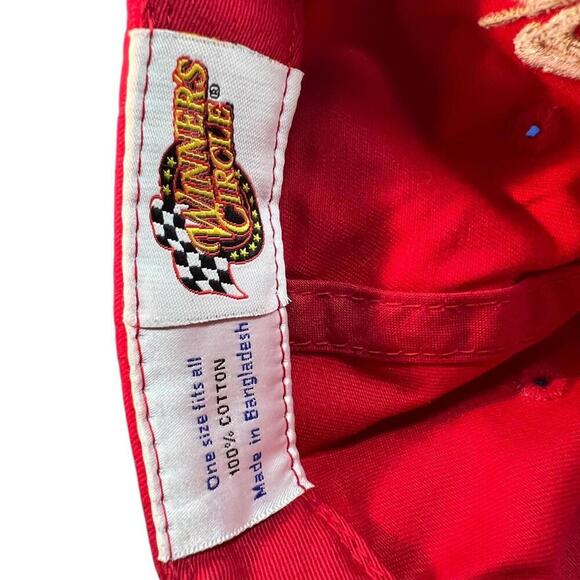 WINNER'S
CIRCLE®
One size fits all
100% COTTON
Made in Bangladesh